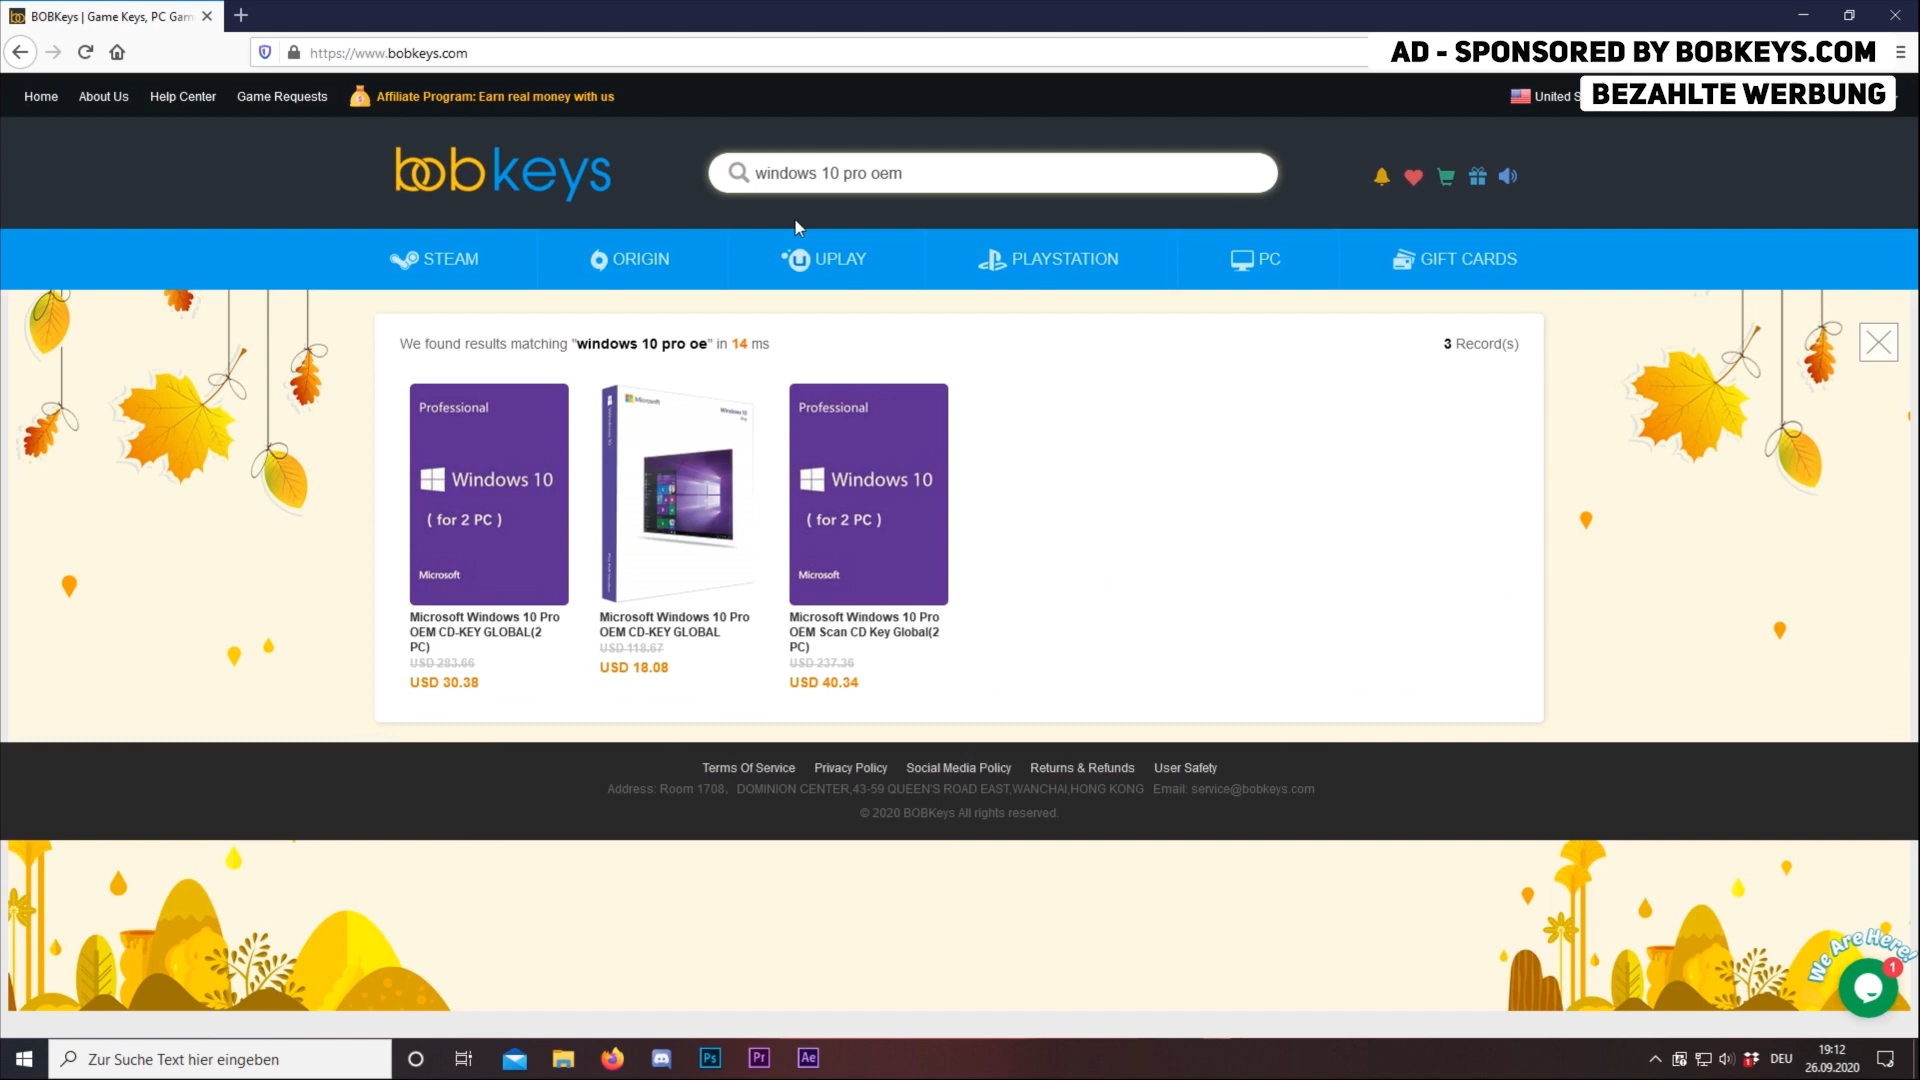 BOBKeys | Game Keys, PC Gam
https://www.bobkeys.com
AD - SPONSORED BY BOBKEYS.COM
BEZAHLTE WERBUNG
Home
About Us
Help Center
Game Requests
Affiliate Program: Earn real money with us
United S
bobkeys
windows 10 pro oem
STEAM
ORIGIN
UPLAY
PLAYSTATION
PC
GIFT CARDS
We found results matching "windows 10 pro oe" in 14 ms
3 Record(s)
Professional
Windows 10
( for 2 PC )
Microsoft
Microsoft Windows 10 Pro
OEM CD-KEY GLOBAL(2
PC)
USD 283.66
USD 30.38
Microsoft
Windows 10
Microsoft Windows 10 Pro
OEM CD-KEY GLOBAL
USD 118.67
USD 18.08
Professional
Windows 10
( for 2 PC )
Microsoft
Microsoft Windows 10 Pro
OEM Scan CD Key Global(2
PC)
USD 237.36
USD 40.34
Terms Of Service
Privacy Policy
Social Media Policy
Returns & Refunds
User Safety
Address: Room 1708, DOMINION CENTER,43-59 QUEEN'S ROAD EAST,WANCHAI,HONG KONG Email: service@bobkeys.com
© 2020 BOBKeys All rights reserved.
We Are Here!
1
Zur Suche Text hier eingeben
Ps
Pr
Ae
DEU
19:12
26.09.2020